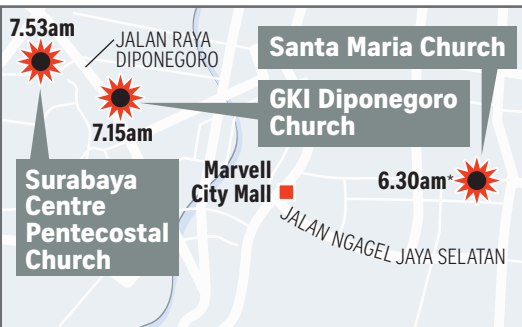 7.53am
JALAN RAYA
DIPONEGORO
Santa Maria Church
GKI Diponegoro
Church
7.15am
Marvell
City Mall
6.30am*
Surabaya
Centre
Pentecostal
Church
JALAN NGAGEL JAYA SELATAN